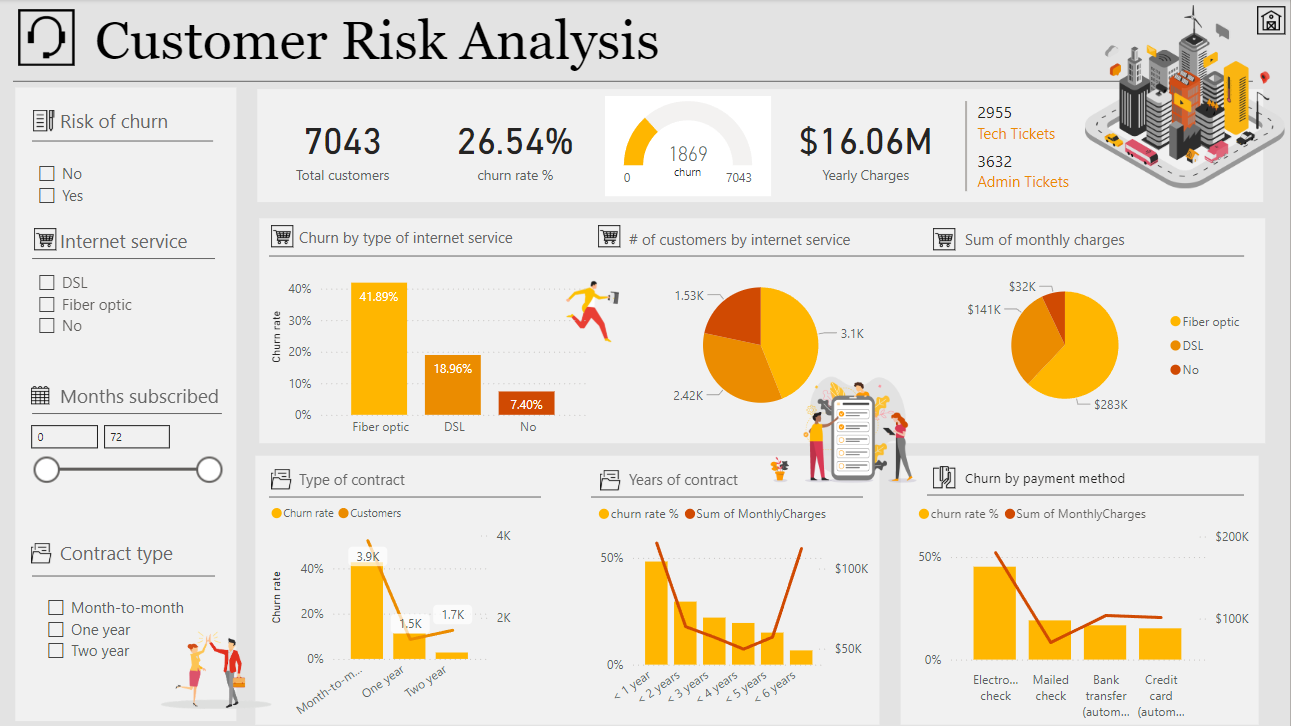 Customer Risk Analysis
Risk of churn
No
Yes
Internet service
DSL
Fiber optic
No
Months subscribed
0
72
Contract type
Month-to-month
One year
Two year
7043
Total customers
26.54%
churn rate %
1869
churn
0
7043
$16.06M
Yearly Charges
2955
Tech Tickets
3632
Admin Tickets
Churn by type of internet service
Churn rate
40%
30%
20%
10%
0%
41.89%
18.96%
7.40%
Fiber optic
DSL
No
# of customers by internet service
1.53K
3.1K
2.42K
Sum of monthly charges
$32K
$141K
$283K
Fiber optic
DSL
No
Type of contract
Churn rate
Customers
Churn rate
40%
20%
0%
4K
2K
3.9K
1.5K
1.7K
Month-to-m...
One year
Two year
Years of contract
churn rate %
Sum of MonthlyCharges
50%
0%
$100K
$50K
< 1 year
< 2 years
< 3 years
< 4 years
< 5 years
< 6 years
Churn by payment method
churn rate %
Sum of MonthlyCharges
50%
0%
$200K
$100K
Electro...
check
Mailed
check
Bank
transfer
(autom...
Credit
card
(autom...